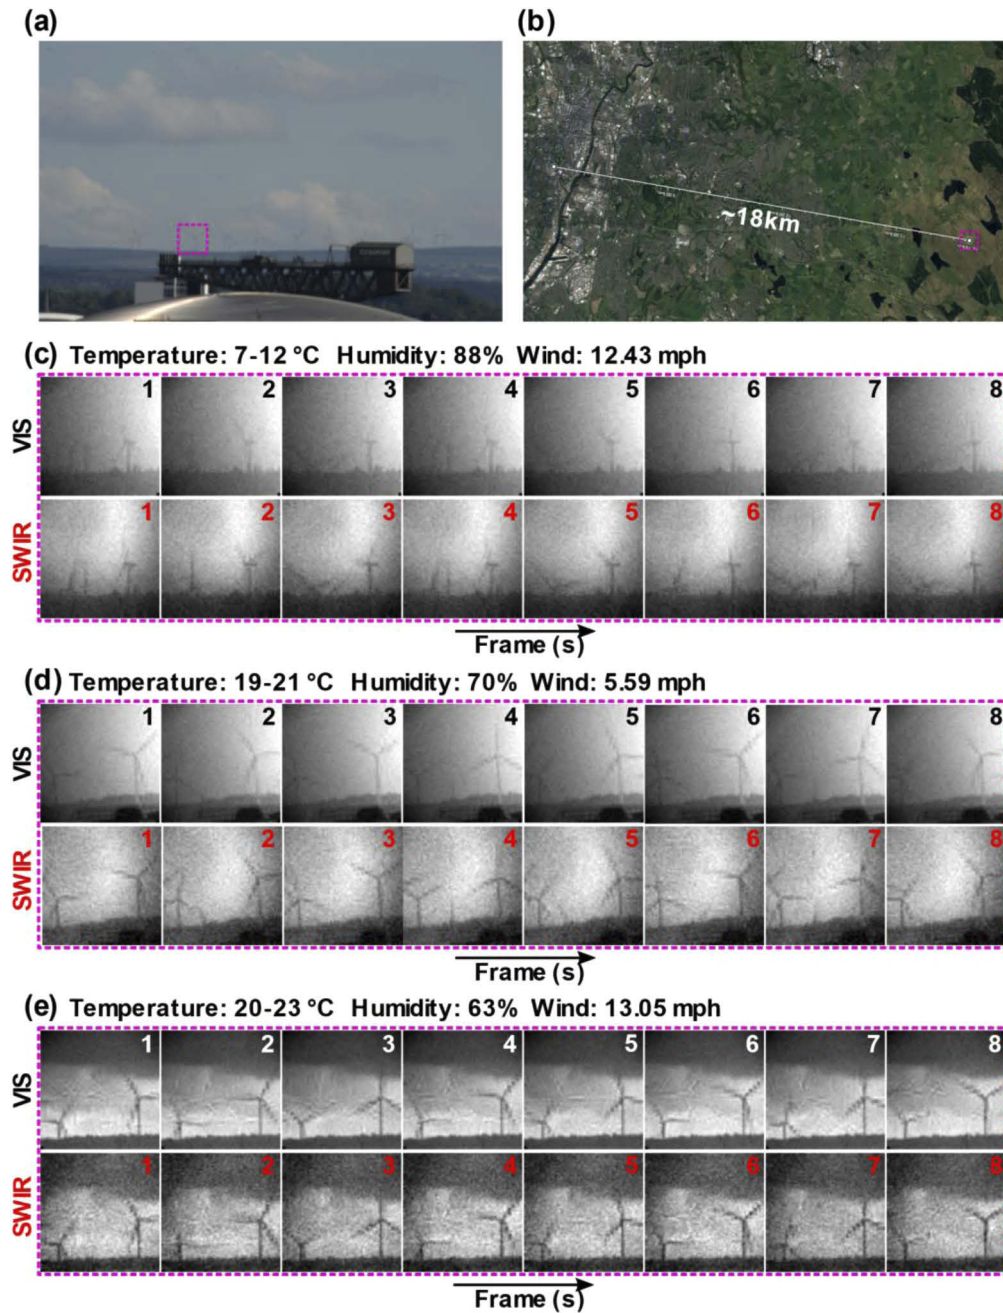 (a)
(b)
~18km
(c) Temperature: 7-12 °C Humidity: 88% Wind: 12.43 mph
VIS
1 2 3 4 5 6 7 8
SWIR
1 2 3 4 5 6 7 8
Frame (s)
(d) Temperature: 19-21 °C Humidity: 70% Wind: 5.59 mph
VIS
1 2 3 4 5 6 7 8
SWIR
1 2 3 4 5 6 7 8
Frame (s)
(e) Temperature: 20-23 °C Humidity: 63% Wind: 13.05 mph
VIS
1 2 3 4 5 6 7 8
SWIR
1 2 3 4 5 6 7 8
Frame (s)